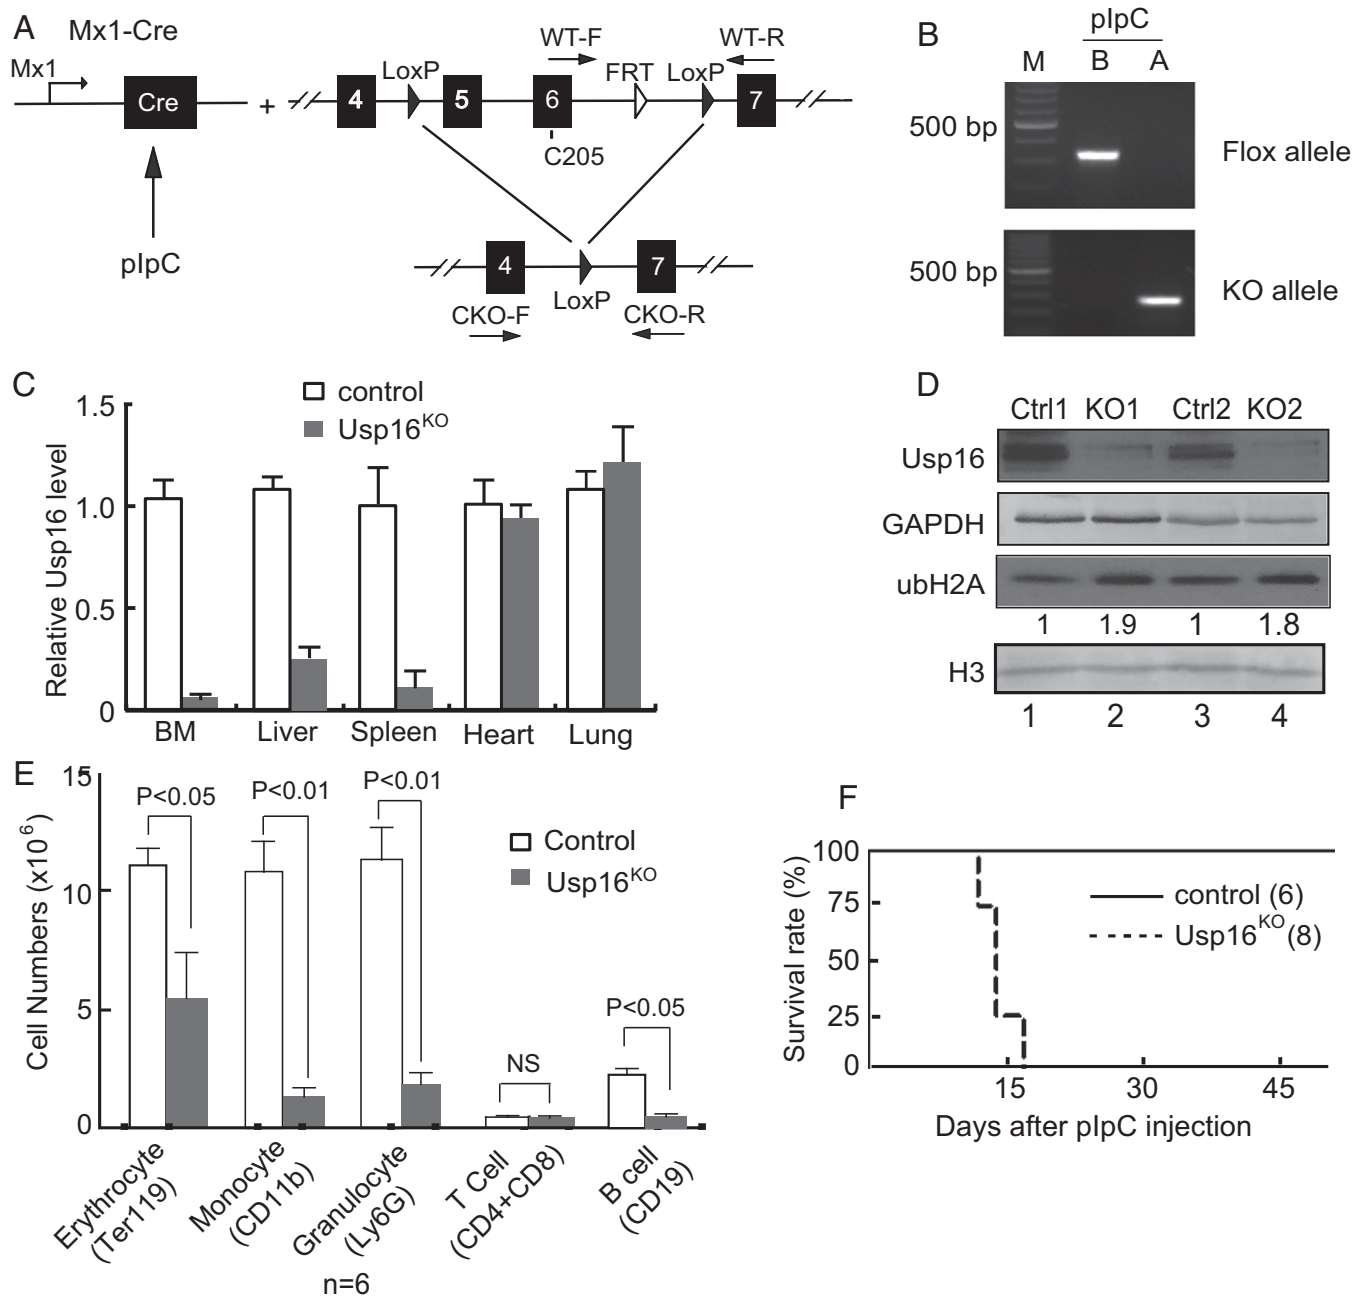 A
Mx1-Cre
Mx1
Cre
pIpC
+
WT-F
WT-R
LoxP
FRT
LoxP
4
5
6
7
C205
4
7
LoxP
CKO-F
CKO-R
B
pIpC
M
B
A
500 bp
Flox allele
500 bp
KO allele
C
control
Usp16KO
Relative Usp16 level
1.5
1.0
0.5
0
BM
Liver
Spleen
Heart
Lung
D
Ctrl1 KO1 Ctrl2 KO2
Usp16
GAPDH
ubH2A
1 1.9 1 1.8
H3
1 2 3 4
E
Cell Numbers (x10 6)
15
10
5
0
P<0.05
P<0.01
P<0.01
NS
P<0.05
Control
Usp16KO
Erythrocyte
(Ter119)
Monocyte
(CD11b)
Granulocyte
(Ly6G)
T Cell
(CD4+CD8)
B cell
(CD19)
n=6
F
Survival rate (%)
100
75
50
25
0
control (6)
Usp16KO(8)
15
30
45
Days after pIpC injection